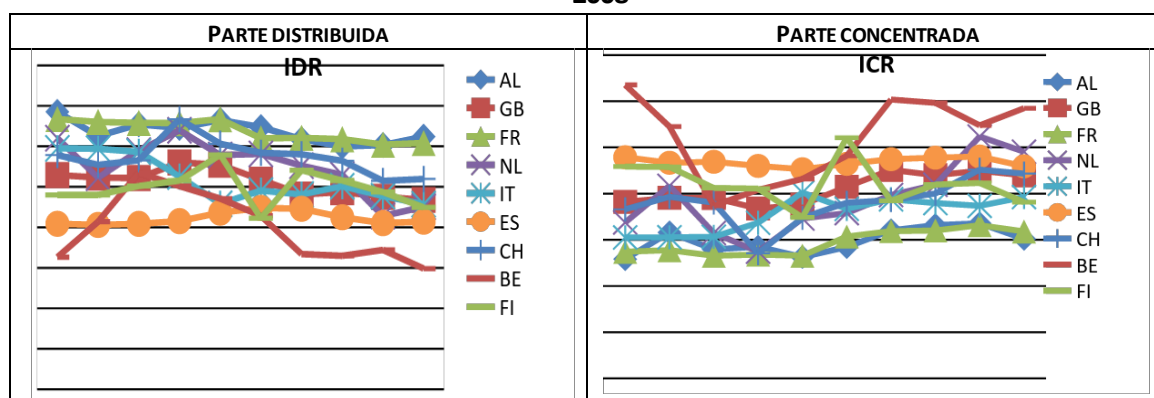 PARTE DISTRIBUIDA
PARTE CONCENTRADA
IDR
AL
GB
FR
NL
IT
ES
CH
BE
FI
ICR
AL
GB
FR
NL
IT
ES
CH
BE
FI